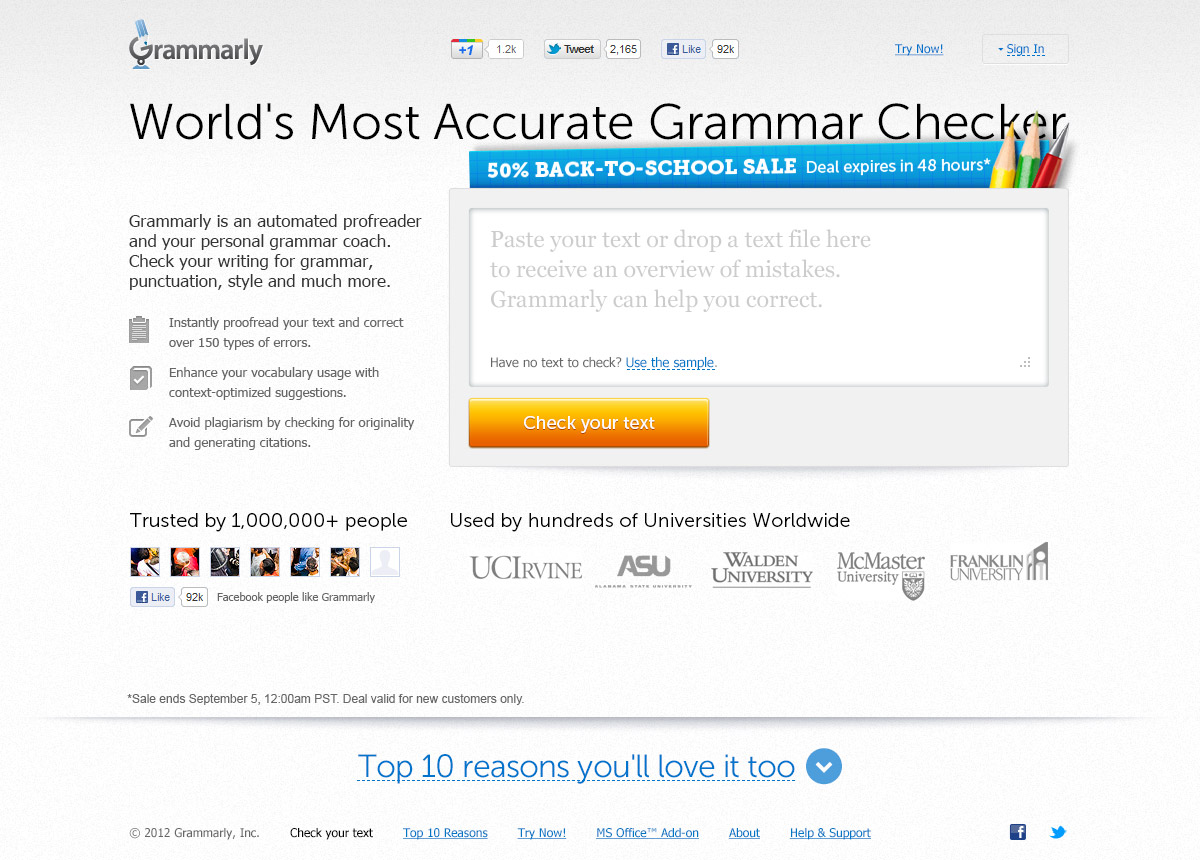 Grammarly
+1 1.2k Tweet 2,165 Like 92k Try Now! Sign In
World's Most Accurate Grammar Checker
50% BACK-TO-SCHOOL SALE Deal expires in 48 hours*
Grammarly is an automated profreader
and your personal grammar coach.
Check your writing for grammar,
punctuation, style and much more.
Instantly proofread your text and correct
over 150 types of errors.
Enhance your vocabulary usage with
context-optimized suggestions.
Avoid plagiarism by checking for originality
and generating citations.
Paste your text or drop a text file here
to receive an overview of mistakes.
Grammarly can help you correct.
Have no text to check? Use the sample.
Check your text
Trusted by 1,000,000+ people
Like 92k Facebook people like Grammarly
Used by hundreds of Universities Worldwide
UCIRVINE
ASU
ALABAMA STATE UNIVERSITY
WALDEN
UNIVERSITY
McMaster
University
FRANKLIN
UNIVERSITY
*Sale ends September 5, 12:00am PST. Deal valid for new customers only.
Top 10 reasons you'll love it too
© 2012 Grammarly, Inc. Check your text Top 10 Reasons Try Now! MS Office™ Add-on About Help & Support